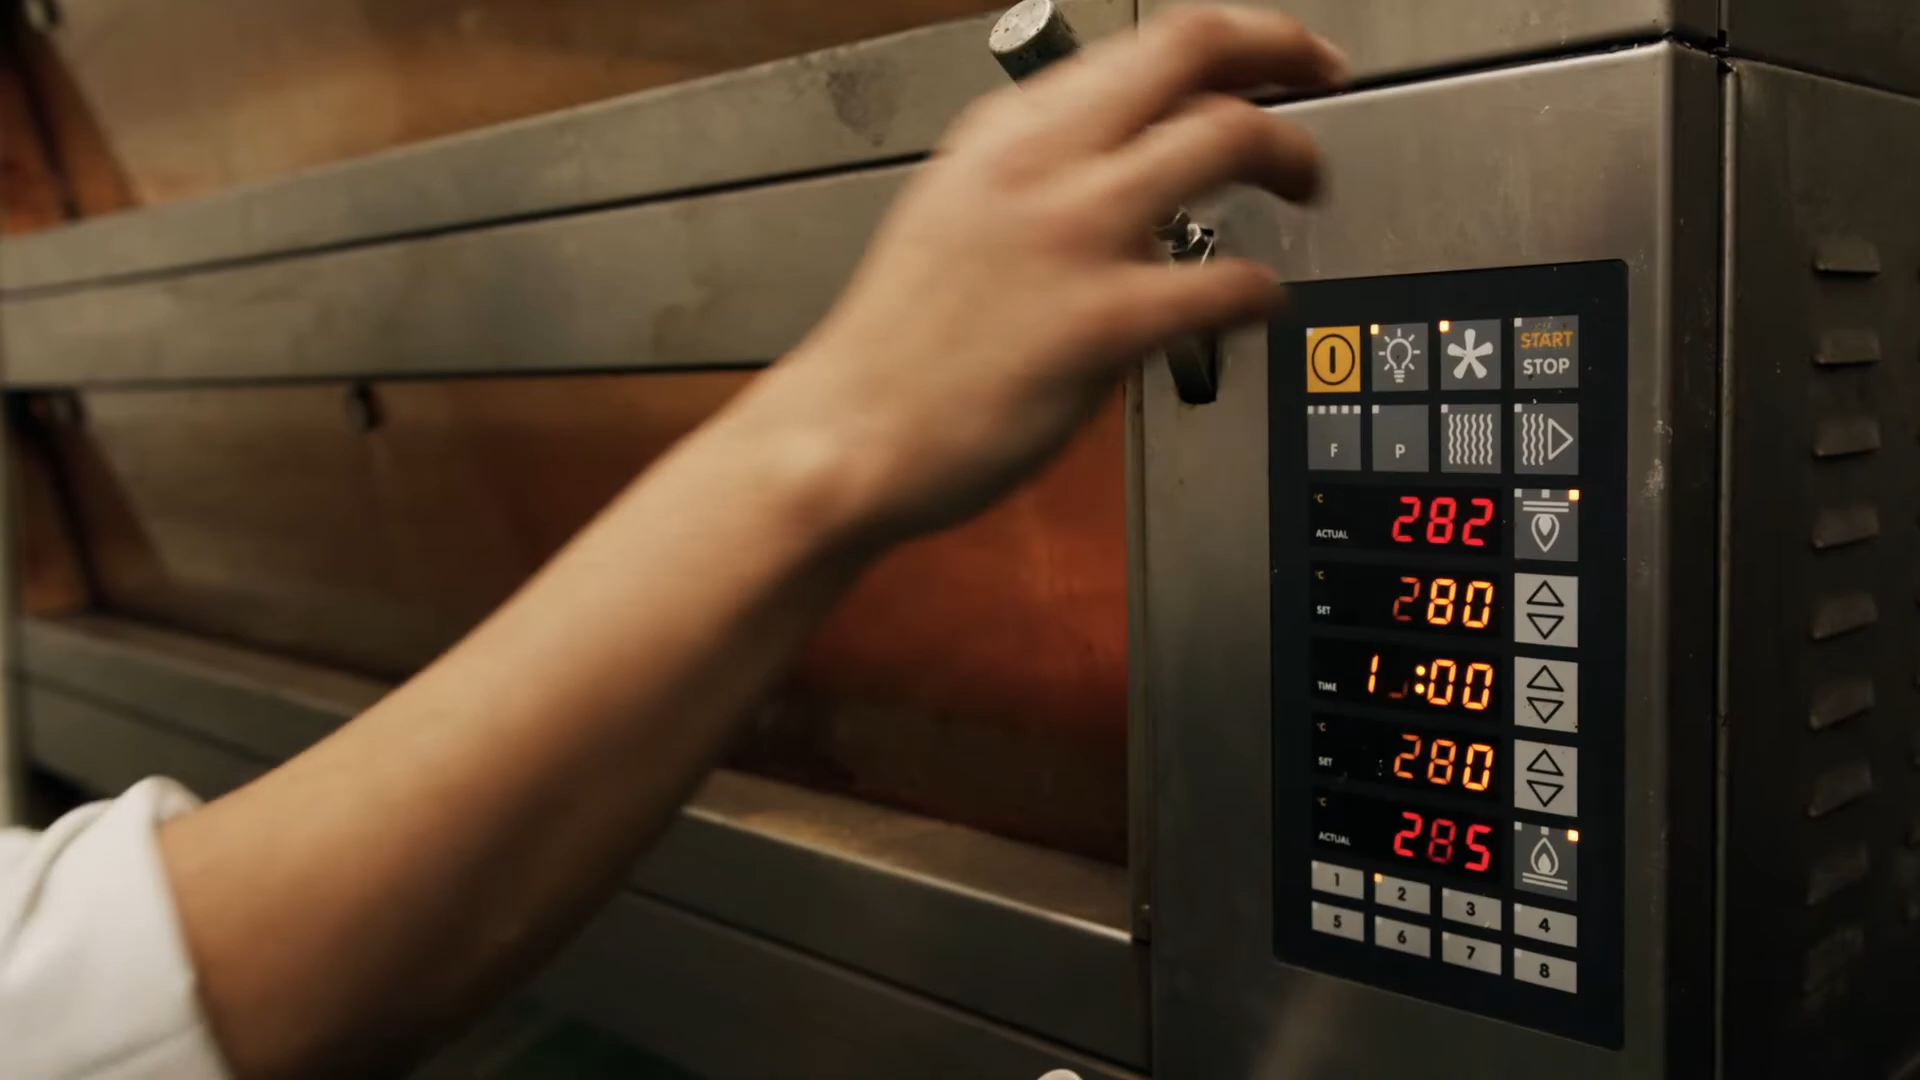 START
STOP
F P
°C
ACTUAL 282
°C
SET 280
TIME 1 :00
°C
SET 280
°C
ACTUAL 285
1 2 3 4
5 6 7 8